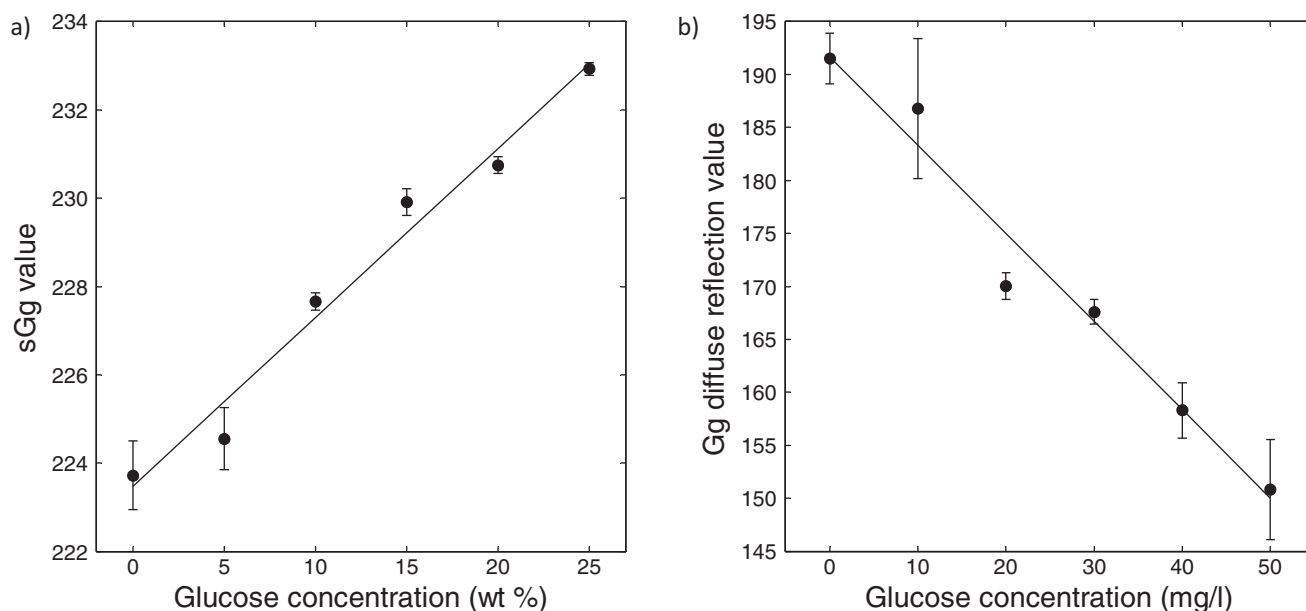 a)
234
232
230
228
226
224
222
sGg value
0 5 10 15 20 25
Glucose concentration (wt %)
b)
195
190
185
180
175
170
165
160
155
150
145
Gg diffuse reflection value
0 10 20 30 40 50
Glucose concentration (mg/l)